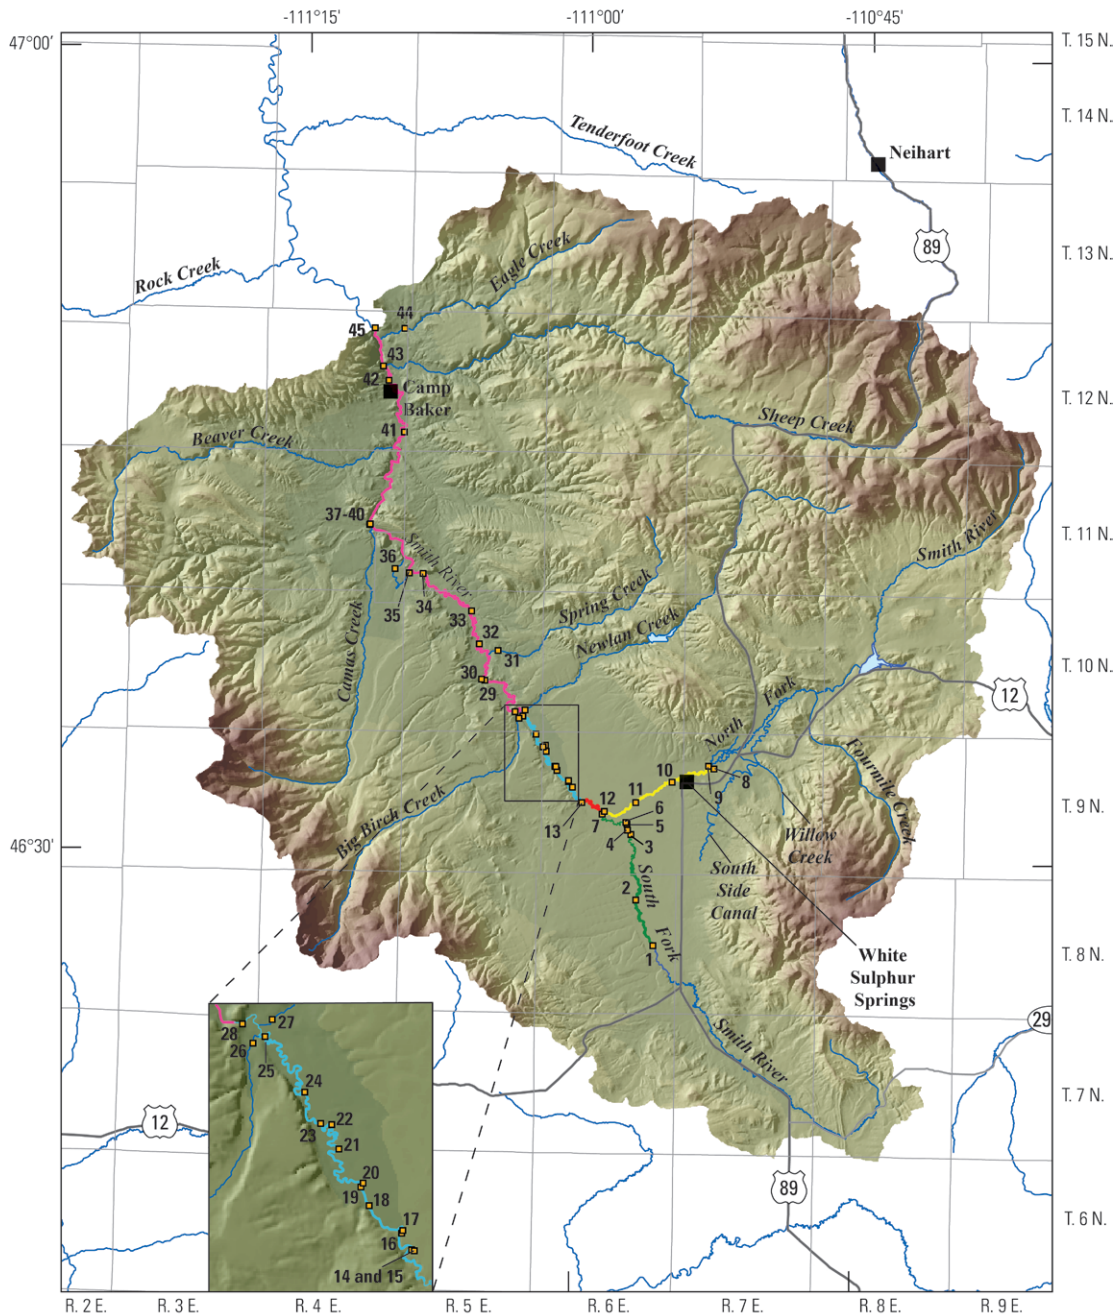 -111°15'
-111°00'
-110°45'
47°00'
T. 15 N.
T. 14 N.
Tenderfoot Creek
Neihart
89
T. 13 N.
Eagle Creek
Rock Creek
45
44
43
42
Camp
Baker
T. 12 N.
Sheep Creek
41
Beaver Creek
37-40
T. 11 N.
Smith River
Smith River
36
35
34
33
Spring Creek
32
31
Newlan Creek
Camas Creek
30
29
T. 10 N.
12
North Fork
Fourmile Creek
10
8
9
11
12
6
13
7
5
4
3
T. 9 N.
Big Birch Creek
46°30'
Willow
Creek
South
Side
Canal
2
South
Fork
1
White
Sulphur
Springs
T. 8 N.
29
Smith River
28
27
26
25
24
T. 7 N.
12
23
22
21
20
19
18
89
17
16
14 and 15
T. 6 N.
R. 2 E.
R. 3 E.
R. 4 E.
R. 5 E.
R. 6 E.
R. 7 E.
R. 8 E.
R. 9 E.